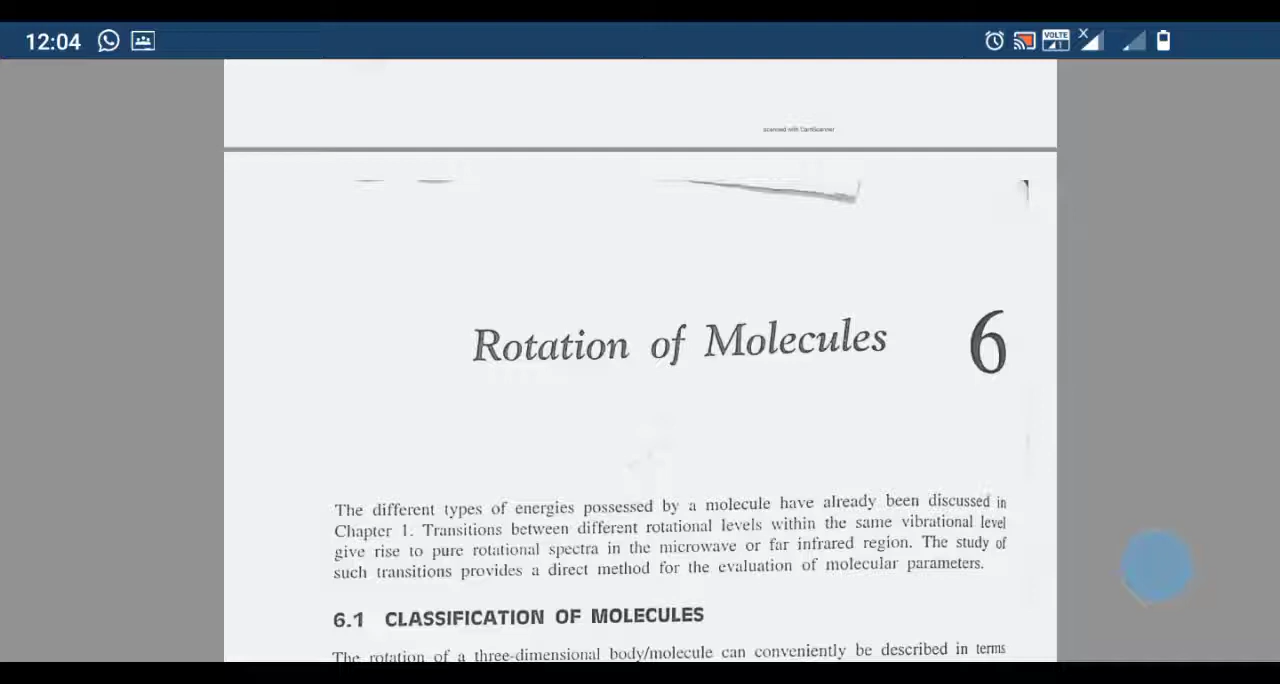 12:04
VOLTE
scanned with CamScanner
Rotation of Molecules 6
The different types of energies possessed by a molecule have already been discussed in
Chapter 1. Transitions between different rotational levels within the same vibrational level
give rise to pure rotational spectra in the microwave or far infrared region. The study of
such transitions provides a direct method for the evaluation of molecular parameters.
6.1 CLASSIFICATION OF MOLECULES
The rotation of a three-dimensional body/molecule can conveniently be described in terms